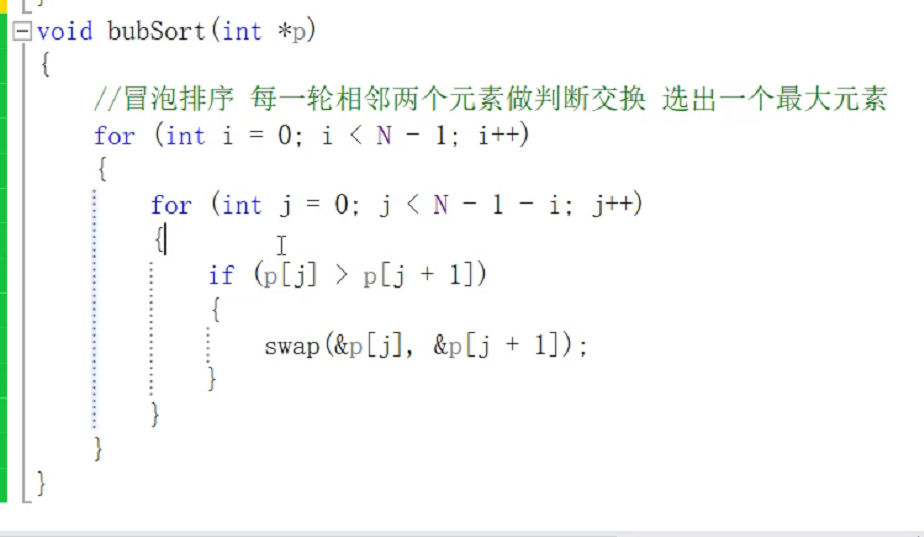 void bubSort(int *p)
{
//冒泡排序 每一轮相邻两个元素做判断交换 选出一个最大元素
for (int i = 0; i < N - 1; i++)
{
for (int j = 0; j < N - 1 - i; j++)
{
if (p[j] > p[j + 1])
{
swap(&p[j], &p[j + 1]);
}
}
}
}